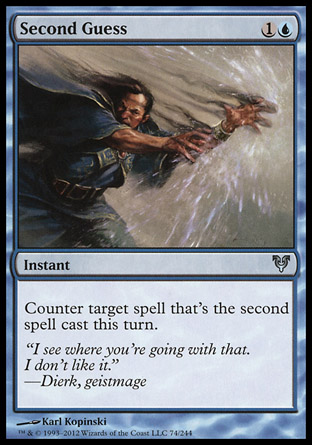 Second Guess 1
Instant
Counter target spell that's the second
spell cast this turn.
"I see where you're going with that.
I don't like it."
—Dierk, geistmage
Karl Kopinski
™ & © 1993–2012 Wizards of the Coast LLC 74/244